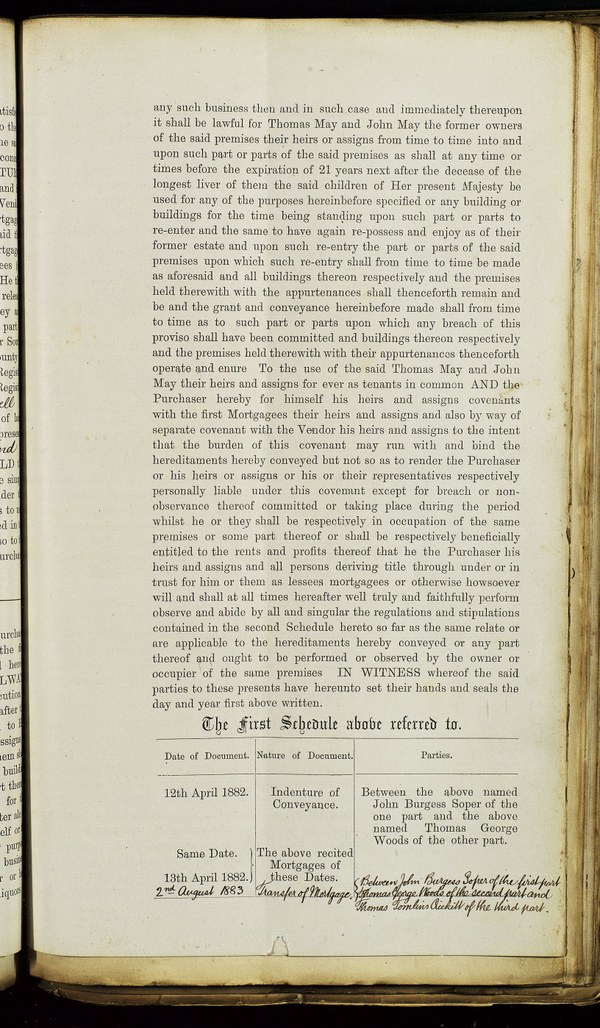 any such business then and in such case and immediately thereupon
it shall be lawful for Thomas May and John May the former owners
of the said premises their heirs or assigns from time to time into and
upon such part or parts of the said premises as shall at any time or
times before the expiration of 21 years next after the decease of the
longest liver of them the said children of Her present Majesty be
used for any of the purposes hereinbefore specified or any building or
buildings for the time being standing upon such part or parts to
re-enter and the same to have again re-possess and enjoy as of their
former estate and upon such re-entry the part or parts of the said
premises upon which such re-entry shall from time to time be made
as aforesaid and all buildings thereon respectively and the premises
held therewith with the appurtenances shall thenceforth remain and
be and the grant and conveyance hereinbefore made shall from time
to time as to such part or parts upon which any breach of this
proviso shall have been committed and buildings thereon respectively
and the premises held therewith with their appurtenances thenceforth
operate and enure To the use of the said Thomas May and John
May their heirs and assigns for ever as tenants in common AND the
Purchaser hereby for himself his heirs and assigns covenants
with the first Mortgagees their heirs and assigns and also by way of
separate covenant with the Vendor his heirs and assigns to the intent
that the burden of this covenant may run with and bind the
hereditaments hereby conveyed but not so as to render the Purchaser
or his heirs or assigns or his or their representatives respectively
personally liable under this covenant except for breach or non-
observance thereof committed or taking place during the period
whilst he or they shall be respectively in occupation of the same
premises or some part thereof or shall be respectively beneficially
entitled to the rents and profits thereof that he the Purchaser his
heirs and assigns and all persons deriving title through under or in
trust for him or them as lessees mortgagees or otherwise howsoever
will and shall at all times hereafter well truly and faithfully perform
observe and abide by all and singular the regulations and stipulations
contained in the second Schedule hereto so far as the same relate or
are applicable to the hereditaments hereby conveyed or any part
thereof and ought to be performed or observed by the owner or
occupier of the same premises IN WITNESS whereof the said
parties to these presents have hereunto set their hands and seals the
day and year first above written.
The First Schedule above referred to.
Date of Document. Nature of Document. Parties.
12th April 1882. Indenture of Between the above named
Conveyance. John Burgess Soper of the
one part and the above
named Thomas George
Woods of the other part.
Same Date. The above recited
Mortgages of
13th April 1882. these Dates.
2nd August 1883 Transfer of Mortgage. Between John Burgess Soper of the first part
Thomas George Woods of the second part and
Thomas Tomlins of the third part.